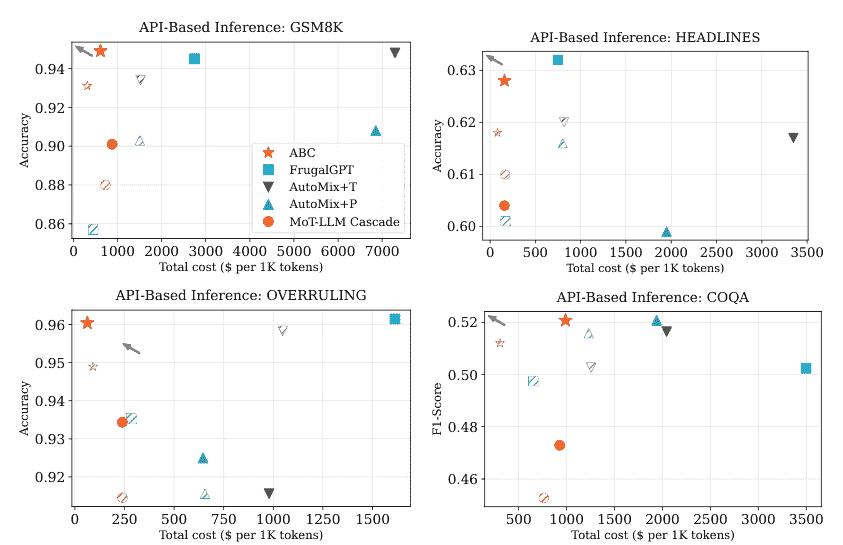 API-Based Inference: GSM8K
0.94
0.92
0.90
0.88
0.86
Accuracy
ABC
FrugalGPT
AutoMix+T
AutoMix+P
MoT-LLM Cascade
0 1000 2000 3000 4000 5000 6000 7000
Total cost ($ per 1K tokens)
API-Based Inference: HEADLINES
0.63
0.62
0.61
0.60
Accuracy
0 500 1000 1500 2000 2500 3000 3500
Total cost ($ per 1K tokens)
API-Based Inference: OVERRULING
0.96
0.95
0.94
0.93
0.92
Accuracy
0 250 500 750 1000 1250 1500
Total cost ($ per 1K tokens)
API-Based Inference: COQA
0.52
0.50
0.48
0.46
F1-Score
500 1000 1500 2000 2500 3000 3500
Total cost ($ per 1K tokens)